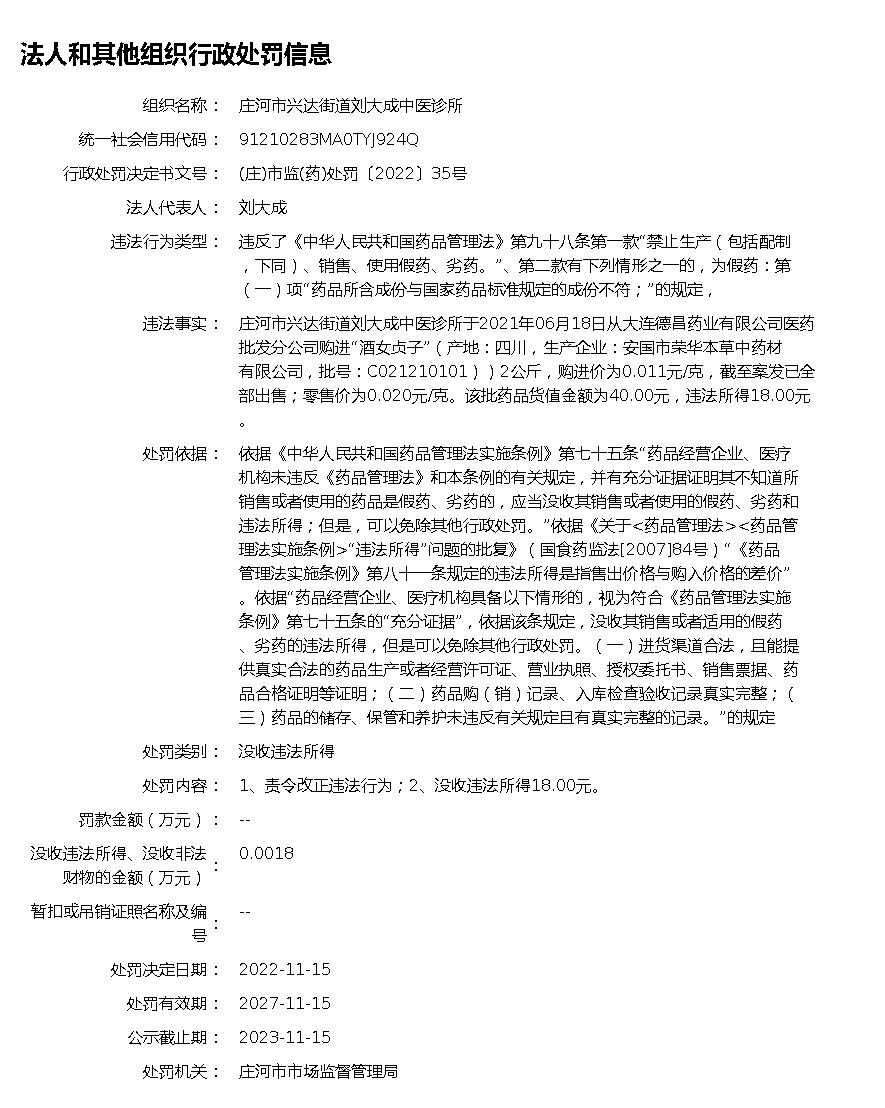 法人和其他组织行政处罚信息
组织名称： 庄河市兴达街道刘大成中医诊所
统一社会信用代码： 91210283MA0TYJ924Q
行政处罚决定书文号： (庄)市监(药)处罚〔2022〕35号
法人代表人： 刘大成
违法行为类型： 违反了《中华人民共和国药品管理法》第九十八条第一款“禁止生产（包括配制
，下同）、销售、使用假药、劣药。”、第二款有下列情形之一的，为假药：第
（一）项“药品所含成份与国家药品标准规定的成份不符；”的规定，
违法事实： 庄河市兴达街道刘大成中医诊所于2021年06月18日从大连德昌药业有限公司医药
批发分公司购进“酒女贞子”（产地：四川，生产企业：安国市荣华本草中药材
有限公司，批号：C021210101））2公斤，购进价为0.011元/克，截至案发已全
部出售；零售价为0.020元/克。该批药品货值金额为40.00元，违法所得18.00元
。
处罚依据： 依据《中华人民共和国药品管理法实施条例》第七十五条“药品经营企业、医疗
机构未违反《药品管理法》和本条例的有关规定，并有充分证据证明其不知道所
销售或者使用的药品是假药、劣药的，应当没收其销售或者使用的假药、劣药和
违法所得；但是，可以免除其他行政处罚。”依据《关于<药品管理法><药品管
理法实施条例>“违法所得”问题的批复》（国食药监法[2007]84号）“《药品
管理法实施条例》第八十一条规定的违法所得是指售出价格与购入价格的差价”
。依据“药品经营企业、医疗机构具备以下情形的，视为符合《药品管理法实施
条例》第七十五条的“充分证据”，依据该条规定，没收其销售或者适用的假药
、劣药的违法所得，但是可以免除其他行政处罚。（一）进货渠道合法，且能提
供真实合法的药品生产或者经营许可证、营业执照、授权委托书、销售票据、药
品合格证明等证明；（二）药品购（销）记录、入库检查验收记录真实完整；（
三）药品的储存、保管和养护未违反有关规定且有真实完整的记录。”的规定
处罚类别： 没收违法所得
处罚内容： 1、责令改正违法行为；2、没收违法所得18.00元。
罚款金额（万元）： --
没收违法所得、没收非法
财物的金额（万元）： 0.0018
暂扣或吊销证照名称及编
号： --
处罚决定日期： 2022-11-15
处罚有效期： 2027-11-15
公示截止期： 2023-11-15
处罚机关： 庄河市市场监督管理局